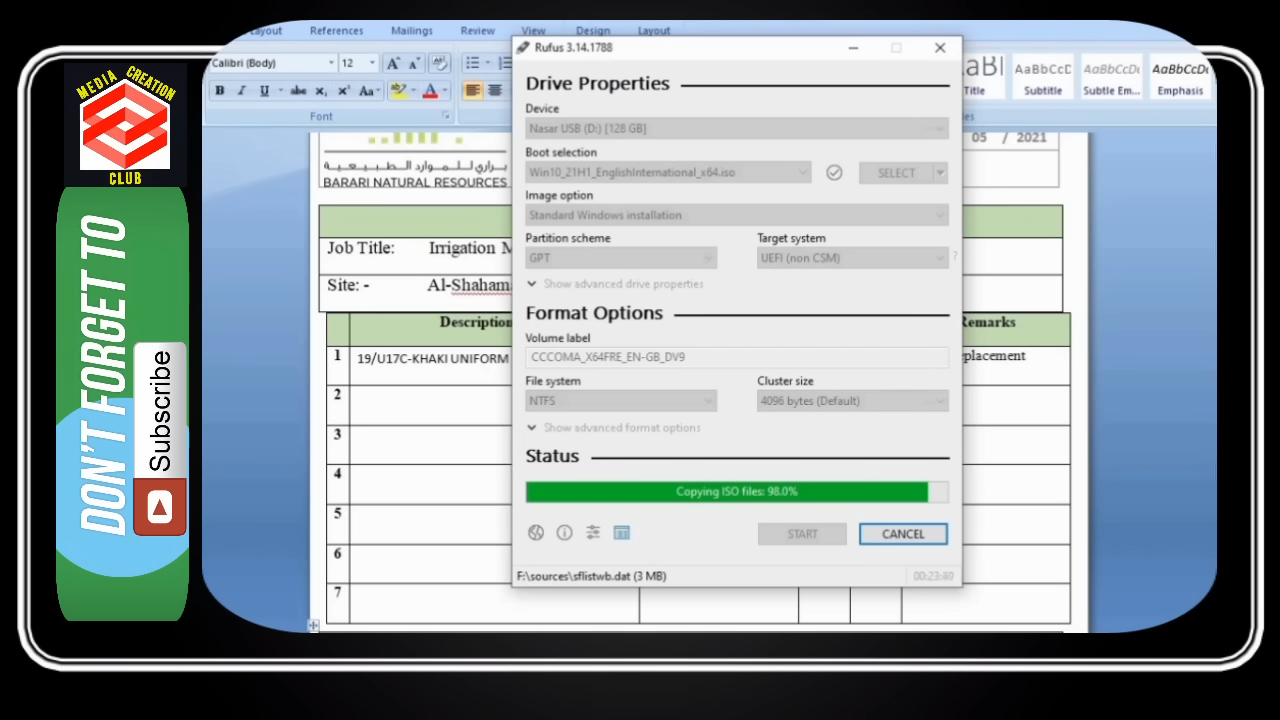 MEDIA CREATION
CLUB
DON'T FORGET TO
Subscribe
References Mailings Review View Design Layout
Calibri (Body) 12
Font
Title
AaBbCcD
Subtitle
AaBbCcDc
Subtle Em...
AaBbCcDc
Emphasis
05 / 2021
براري للموارد الطبيعية
BARARI NATURAL RESOURCES
Job Title: Irrigation M
Site: - Al-Shaham
Description Remarks
1 19/U17C-KHAKI UNIFORM placement
2
3
4
5
6
7
Rufus 3.14.1788
Drive Properties
Device
Nasar USB (D:) [128 GB]
Boot selection
Win10_21H1_EnglishInternational_x64.iso
SELECT
Image option
Standard Windows installation
Partition scheme Target system
GPT UEFI (non CSM) ?
Show advanced drive properties
Format Options
Volume label
CCCOMA_X64FRE_EN-GB_DV9
File system Cluster size
NTFS 4096 bytes (Default)
Show advanced format options
Status
Copying ISO files: 98.0%
START CANCEL
F:\sources\sflistwb.dat (3 MB)